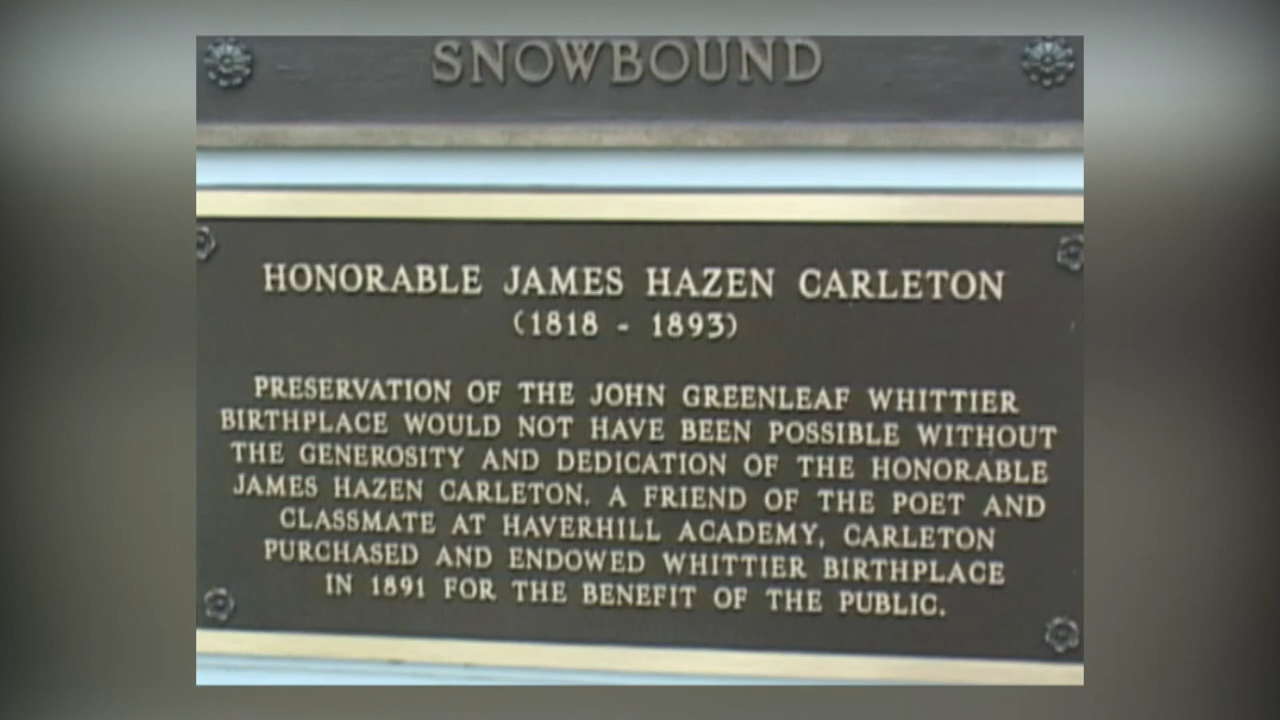 SNOWBOUND
HONORABLE JAMES HAZEN CARLETON
(1818 - 1893)
PRESERVATION OF THE JOHN GREENLEAF WHITTIER
BIRTHPLACE WOULD NOT HAVE BEEN POSSIBLE WITHOUT
THE GENEROSITY AND DEDICATION OF THE HONORABLE
JAMES HAZEN CARLETON. A FRIEND OF THE POET AND
CLASSMATE AT HAVERHILL ACADEMY, CARLETON
PURCHASED AND ENDOWED WHITTIER BIRTHPLACE
IN 1891 FOR THE BENEFIT OF THE PUBLIC.